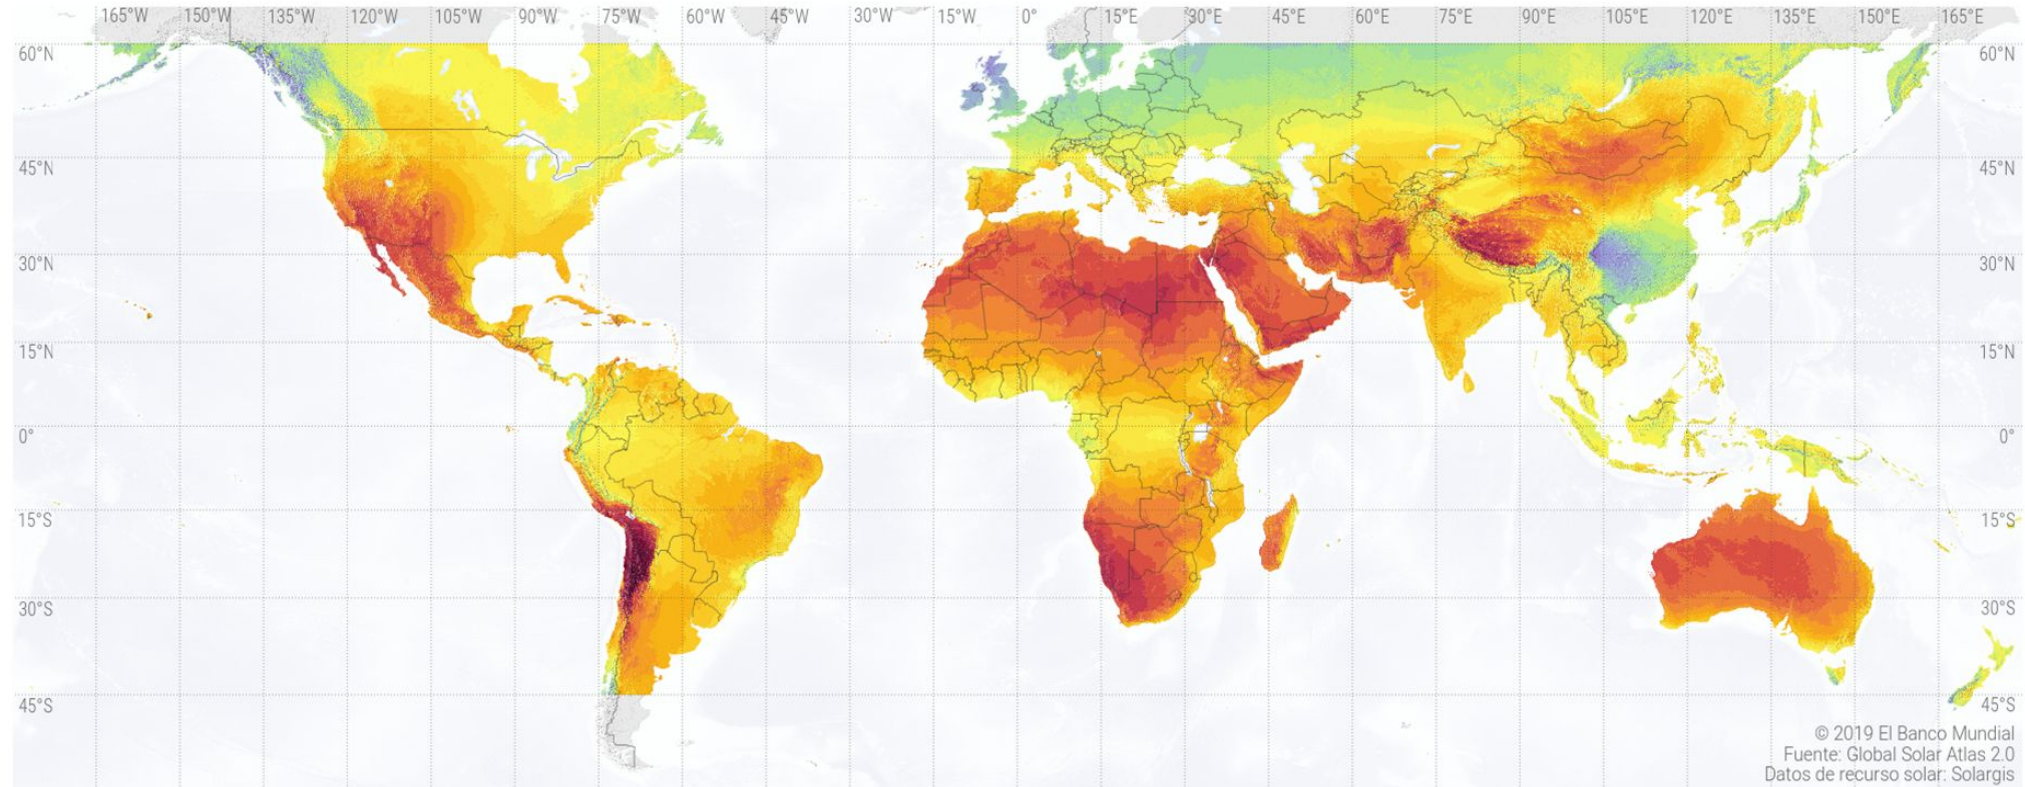 165°W 150°W 135°W 120°W 105°W 90°W 75°W 60°W 45°W 30°W 15°W 0° 15°E 30°E 45°E 60°E 75°E 90°E 105°E 120°E 135°E 150°E 165°E
60°N 60°N
45°N 45°N
30°N 30°N
15°N 15°N
0° 0°
15°S 15°S
30°S 30°S
45°S 45°S
© 2019 El Banco Mundial
Fuente: Global Solar Atlas 2.0
Datos de recurso solar: Solargis